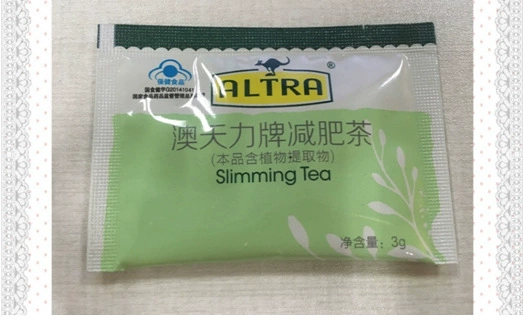 保健食品
ALTRA
澳天力牌减肥茶
(本品含植物提取物)
Slimming Tea
净含量：3g